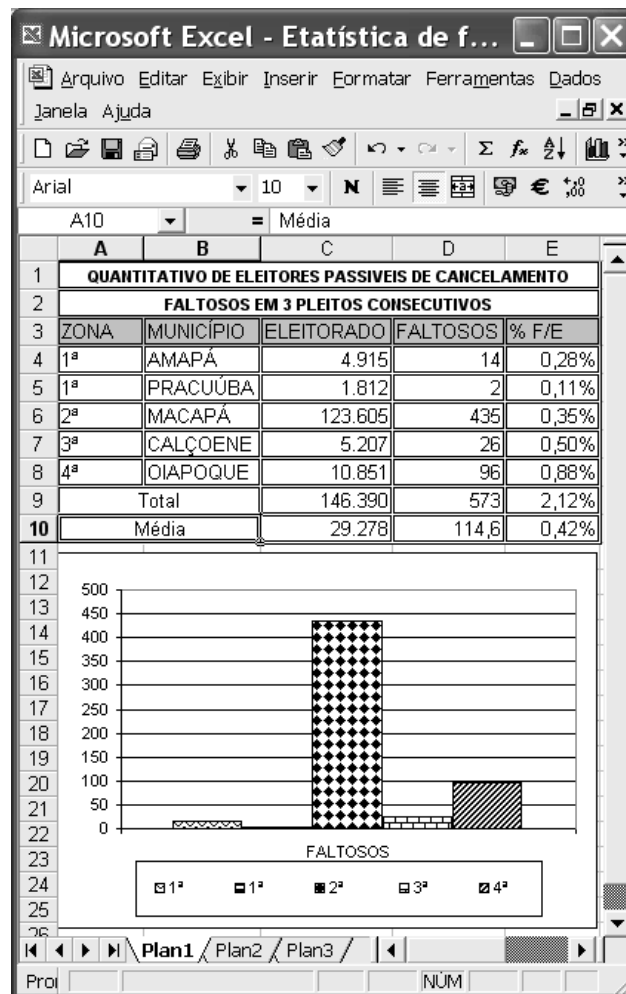 Microsoft Excel - Etatística de f...
Arquivo Editar Exibir Inserir Formatar Ferramentas Dados
Janela Ajuda
Arial 10 N
A10 = Média
A B C D E
1 QUANTITATIVO DE ELEITORES PASSIVEIS DE CANCELAMENTO
2 FALTOSOS EM 3 PLEITOS CONSECUTIVOS
3 ZONA MUNICÍPIO ELEITORADO FALTOSOS % F/E
4 1ª AMAPÁ 4.915 14 0,28%
5 1ª PRACUÚBA 1.812 2 0,11%
6 2ª MACAPÁ 123.605 435 0,35%
7 3ª CALÇOENE 5.207 26 0,50%
8 4ª OIAPOQUE 10.851 96 0,88%
9 Total 146.390 573 2,12%
10 Média 29.278 114,6 0,42%
11
12
13
14
15
16
17
18
19
20
21
22
23
24
25
26
500
450
400
350
300
250
200
150
100
50
0
FALTOSOS
1ª 1ª 2ª 3ª 4ª
Plan1 Plan2 Plan3
NÚM